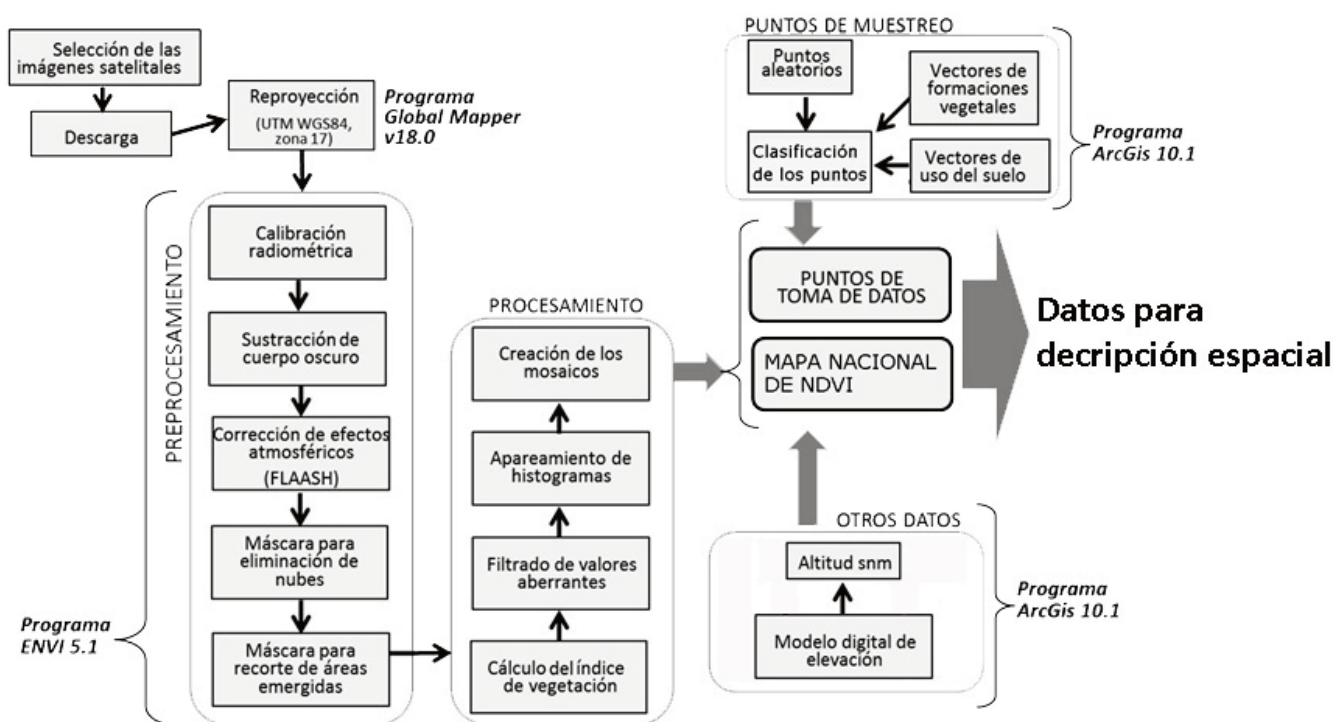 Selección de las
imágenes satelitales
Descarga
Reproyección
(UTM WGS84,
zona 17)
Programa
Global Mapper
v18.0
PREPROCESAMIENTO
Calibración
radiométrica
Sustracción de
cuerpo oscuro
Corrección de efectos
atmosféricos
(FLAASH)
Máscara para
eliminación de
nubes
Máscara para
recorte de áreas
emergidas
Programa
ENVI 5.1
PROCESAMIENTO
Creación de los
mosaicos
Apareamiento de
histogramas
Filtrado de valores
aberrantes
Cálculo del índice
de vegetación
PUNTOS DE MUESTREO
Puntos
aleatorios
Vectores de
formaciones
vegetales
Clasificación
de los puntos
Vectores de
uso del suelo
Programa
ArcGis 10.1
PUNTOS DE
TOMA DE DATOS
MAPA NACIONAL
DE NDVI
Datos para
decripción espacial
OTROS DATOS
Altitud snm
Modelo digital de
elevación
Programa
ArcGis 10.1